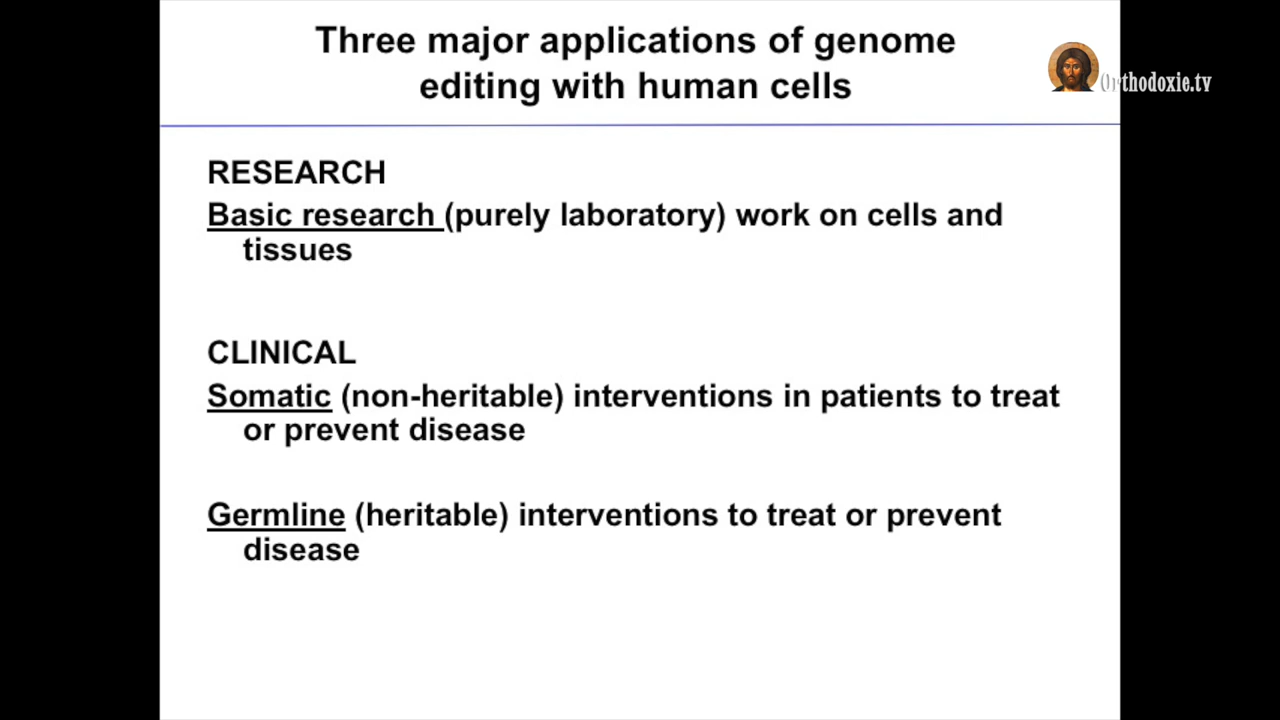 Three major applications of genome
editing with human cells
Orthodoxie.tv
RESEARCH
Basic research (purely laboratory) work on cells and
tissues
CLINICAL
Somatic (non-heritable) interventions in patients to treat
or prevent disease
Germline (heritable) interventions to treat or prevent
disease